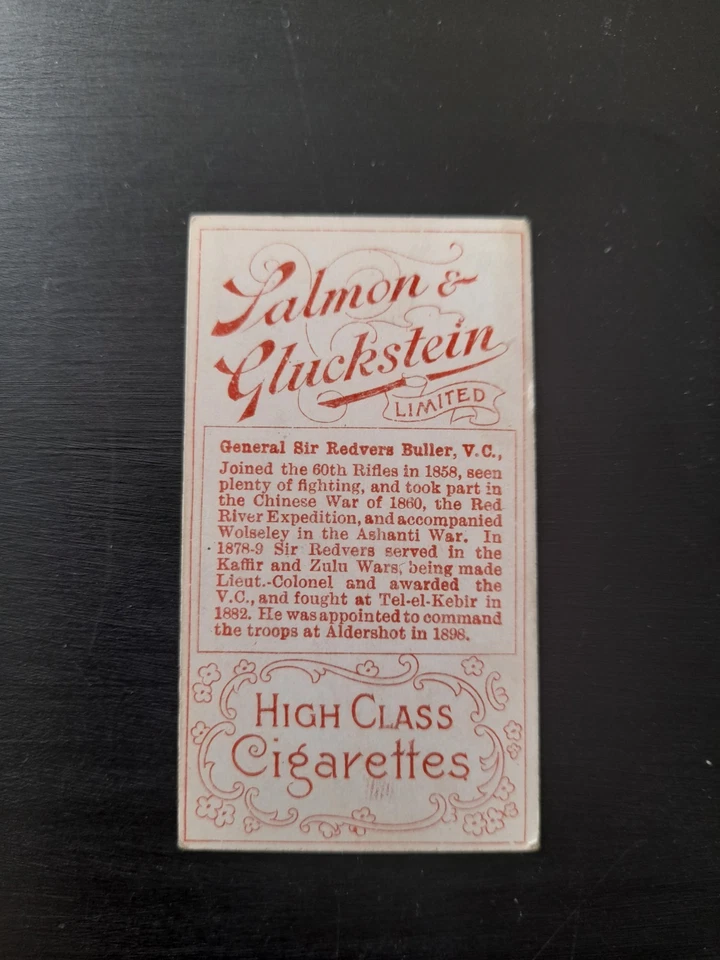 Salmon &
Gluckstein
LIMITED
General Sir Redvers Buller, V.C.,
Joined the 60th Rifles in 1858, seen
plenty of fighting, and took part in
the Chinese War of 1860, the Red
River Expedition, and accompanied
Wolseley in the Ashanti War. In
1878-9 Sir Redvers served in the
Kaffir and Zulu Wars, being made
Lieut.-Colonel and awarded the
V.C., and fought at Tel-el-Kebir in
1882. He was appointed to command
the troops at Aldershot in 1898.
HIGH CLASS
Cigarettes